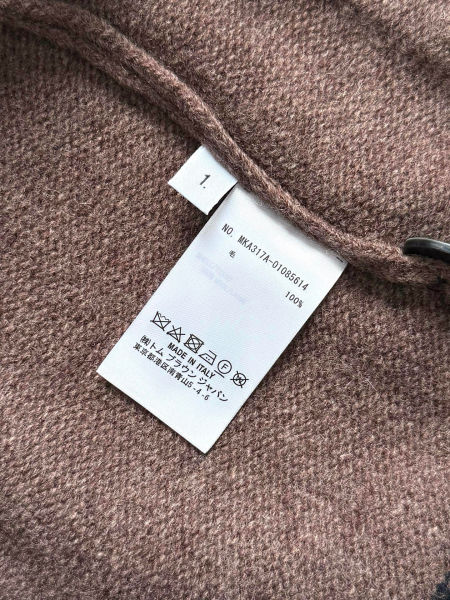 1.
NO. MKA317A-01085614
毛 100%
MADE IN ITALY
㈱トム ブラウン ジャパン
東京都港区南青山5-4-6